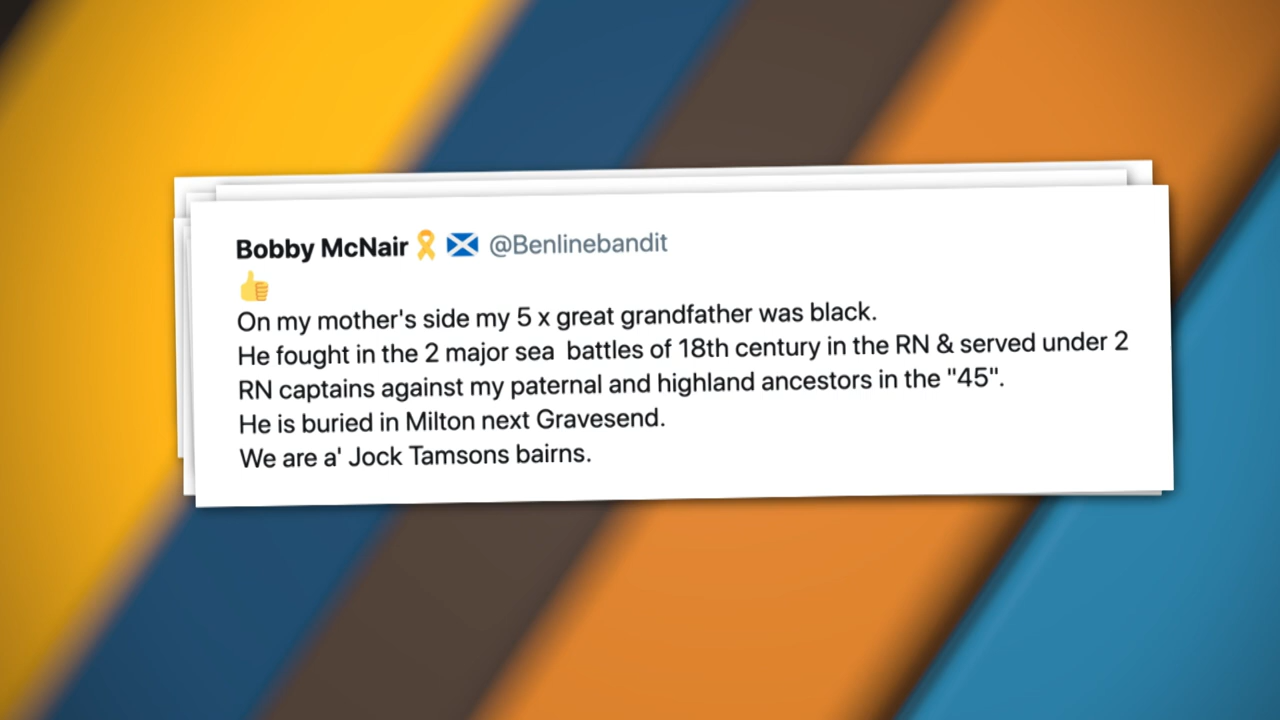 Bobby McNair🎗️🏴󠁧󠁢󠁳󠁣󠁴󠁿 @Benlinebandit
👍
On my mother's side my 5 x great grandfather was black.
He fought in the 2 major sea  battles of 18th century in the RN & served under 2
RN captains against my paternal and highland ancestors in the "45".
He is buried in Milton next Gravesend.
We are a' Jock Tamsons bairns.